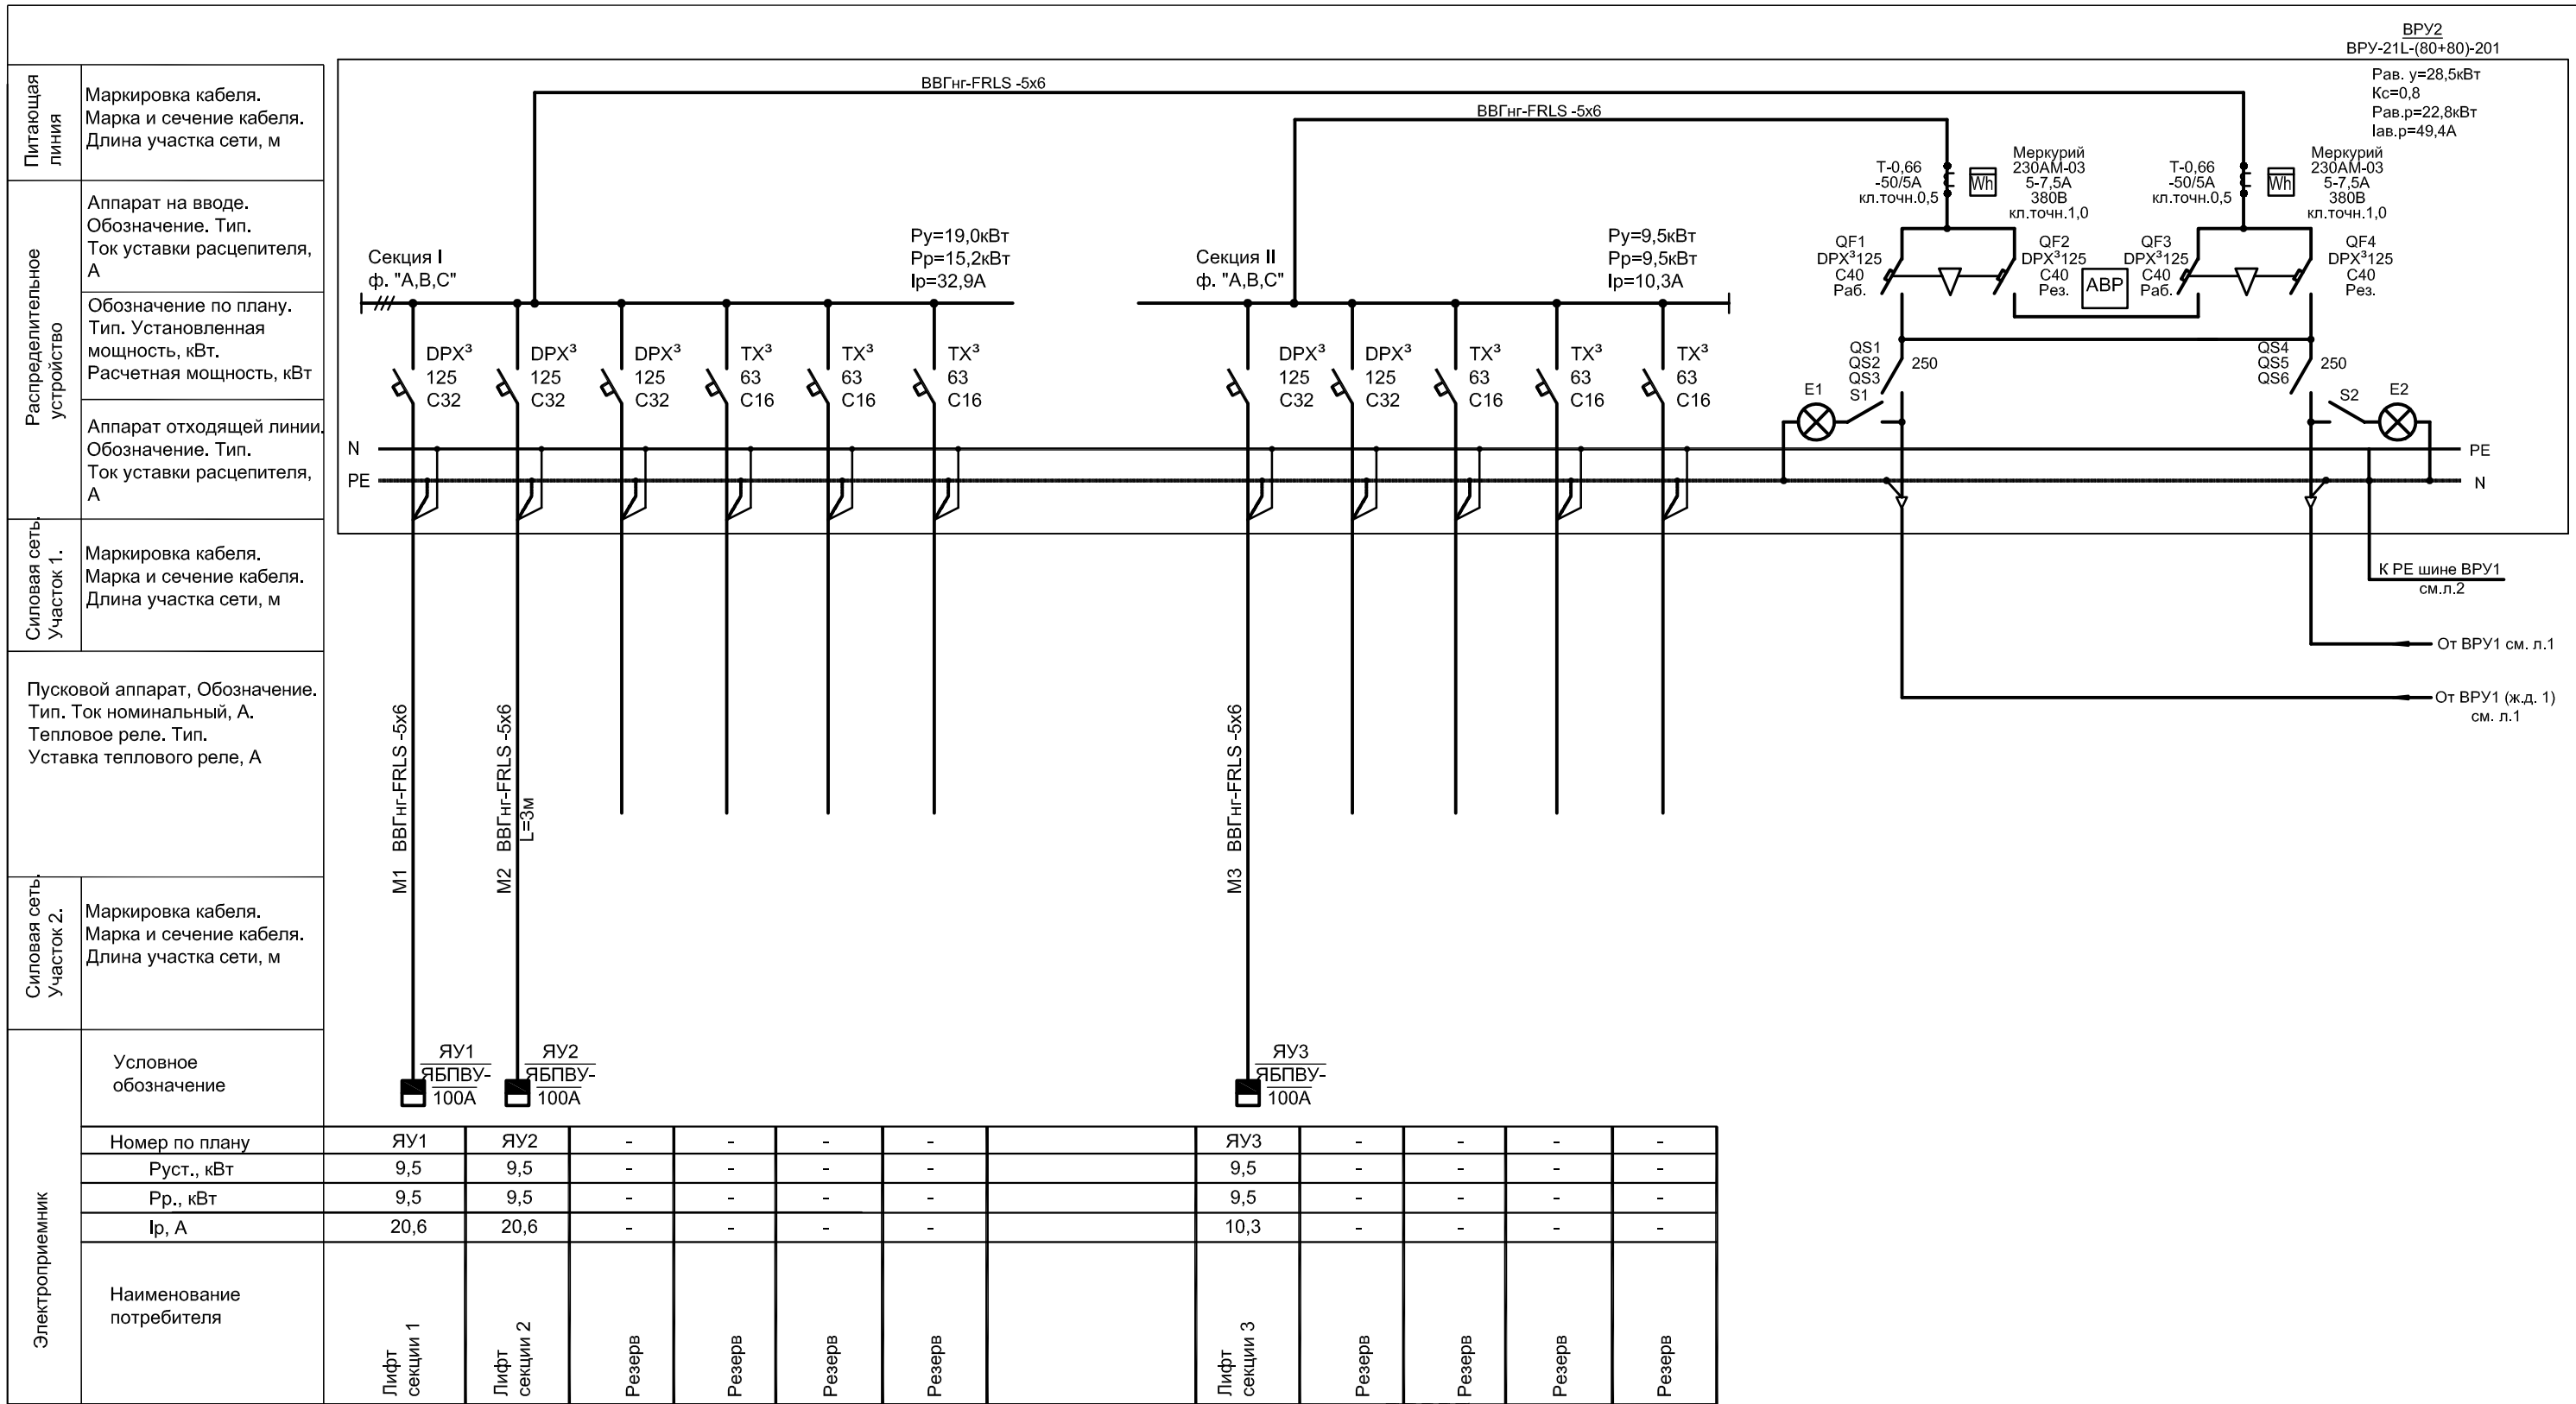 ВРУ2
ВРУ-21L-(80+80)-201
Рав. у=28,5кВт
Кс=0,8
Рав.р=22,8кВт
Iав.р=49,4А
Питающая
линия
Маркировка кабеля.
Марка и сечение кабеля.
Длина участка сети, м
Распределительное
устройство
Аппарат на вводе.
Обозначение. Тип.
Ток уставки расцепителя,
А
Обозначение по плану.
Тип. Установленная
мощность, кВт.
Расчетная мощность, кВт
Аппарат отходящей линии.
Обозначение. Тип.
Ток уставки расцепителя,
А
Силовая сеть.
Участок 1.
Маркировка кабеля.
Марка и сечение кабеля.
Длина участка сети, м
Пусковой аппарат, Обозначение.
Тип. Ток номинальный, А.
Тепловое реле. Тип.
Уставка теплового реле, А
Силовая сеть.
Участок 2.
Маркировка кабеля.
Марка и сечение кабеля.
Длина участка сети, м
ВВГнг-FRLS -5х6
ВВГнг-FRLS -5х6
Секция I
ф. "А,В,С"
Ру=19,0кВт
Рр=15,2кВт
Iр=32,9А
DPX³
125
С32
DPX³
125
С32
DPX³
125
С32
TX³
63
С16
TX³
63
С16
TX³
63
С16
Секция II
ф. "А,В,С"
Ру=9,5кВт
Рр=9,5кВт
Iр=10,3А
DPX³
125
С32
DPX³
125
С32
TX³
63
С16
TX³
63
С16
TX³
63
С16
Т-0,66
-50/5А
кл.точн.0,5
Wh
Меркурий
230АМ-03
5-7,5А
380В
кл.точн.1,0
Т-0,66
-50/5А
кл.точн.0,5
Wh
Меркурий
230АМ-03
5-7,5А
380В
кл.точн.1,0
QF1
DPX³125
С40
Раб.
QF2
DPX³125
С40
Рез.
АВР
QF3
DPX³125
С40
Раб.
QF4
DPX³125
С40
Рез.
QS1
QS2
QS3
250
QS4
QS5
QS6
250
E1
S1
S2
E2
N
PE
PE
N
К РЕ шине ВРУ1
см.л.2
От ВРУ1 см. л.1
От ВРУ1 (ж.д. 1)
см. л.1
М1 ВВГнг-FRLS -5х6
М2 ВВГнг-FRLS -5х6
L=3м
М3 ВВГнг-FRLS -5х6
ЯУ1
ЯБПВУ-
100А
ЯУ2
ЯБПВУ-
100А
ЯУ3
ЯБПВУ-
100А
Электроприемник
Условное
обозначение
Номер по плану ЯУ1 ЯУ2 - - - - ЯУ3 - - - -
Руст., кВт 9,5 9,5 - - - - 9,5 - - - -
Рр., кВт 9,5 9,5 - - - - 9,5 - - - -
Iр, А 20,6 20,6 - - - - 10,3 - - - -
Наименование
потребителя
Лифт
секции 1
Лифт
секции 2
Резерв
Резерв
Резерв
Резерв
Лифт
секции 3
Резерв
Резерв
Резерв
Резерв